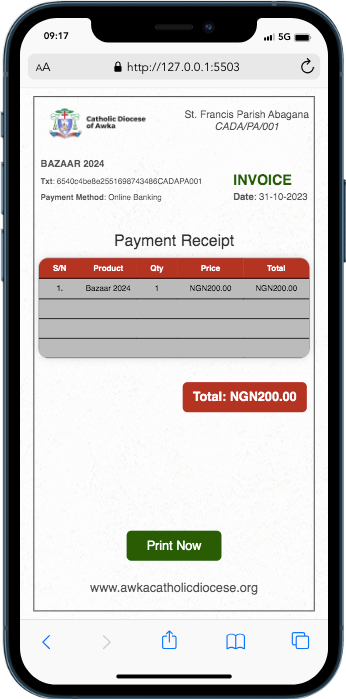 09:17
5G
AA
http://127.0.0.1:5503
Catholic Diocese
of Awka
St. Francis Parish Abagana
CADA/PA/001
BAZAAR 2024
Txt: 6540c4be8e2551698743486CADAPA001
Payment Method: Online Banking
INVOICE
Date: 31-10-2023
Payment Receipt
S/N Product Qty Price Total
1. Bazaar 2024 1 NGN200.00 NGN200.00
Total: NGN200.00
Print Now
www.awkacatholicdiocese.org